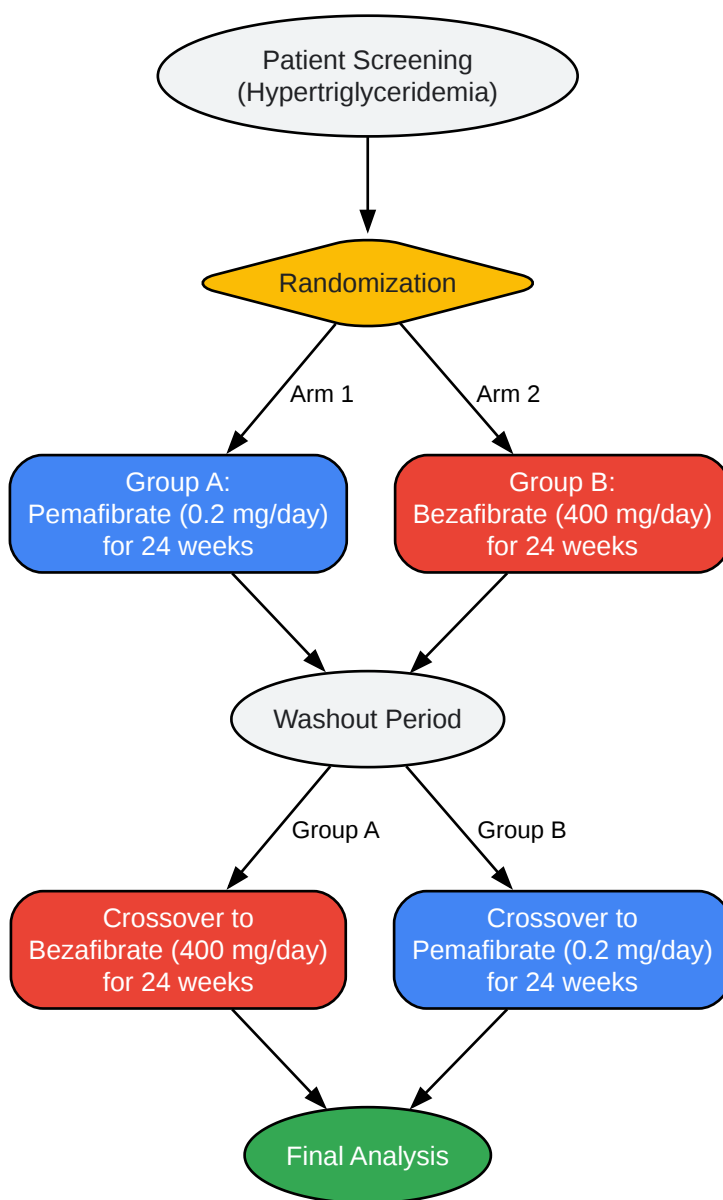 Patient Screening
(Hypertriglyceridemia)
Randomization
Arm 1
Arm 2
Group A:
Pemafibrate (0.2 mg/day)
for 24 weeks
Group B:
Bezafibrate (400 mg/day)
for 24 weeks
Washout Period
Group A
Group B
Crossover to
Bezafibrate (400 mg/day)
for 24 weeks
Crossover to
Pemafibrate (0.2 mg/day)
for 24 weeks
Final Analysis